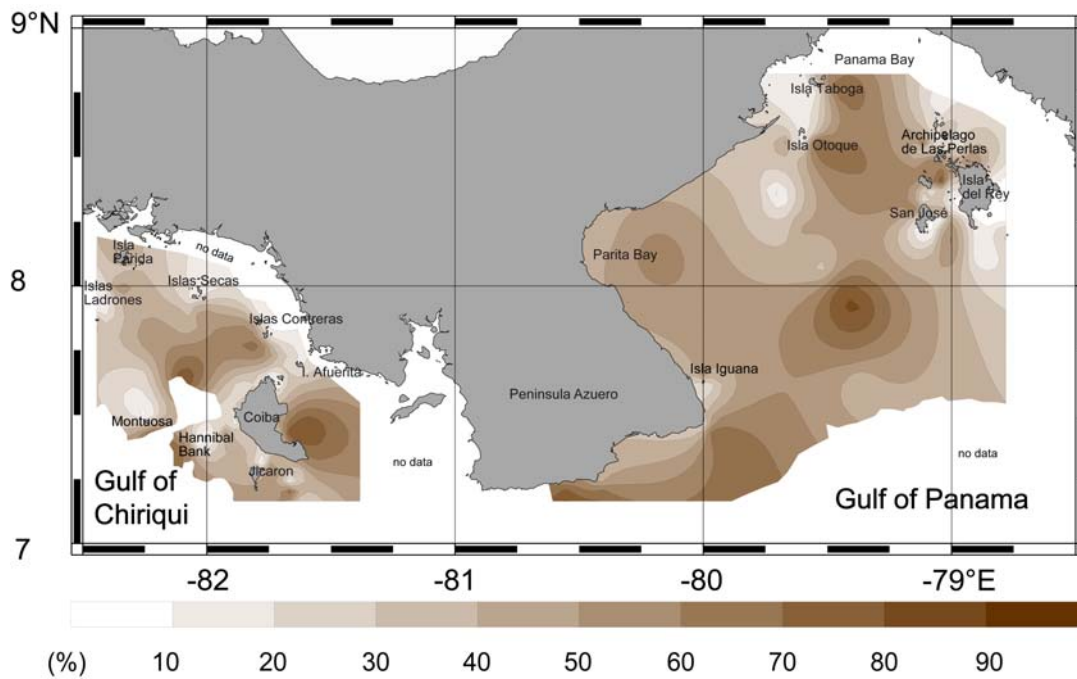 9°N
Panama Bay
Isla Taboga
Isla Otoque
Archipelago
de Las Perlas
Isla
del Rey
San José
Parita Bay
no data
Isla
Parida
Islas Secas
Islas
Ladrones
8
Islas Contreras
I. Afuerita
Isla Iguana
Peninsula Azuero
Coiba
Montuosa
Hannibal
Bank
Jicaron
no data
no data
Gulf of
Chiriqui
Gulf of Panama
7
-82
-81
-80
-79°E
(%)
10
20
30
40
50
60
70
80
90